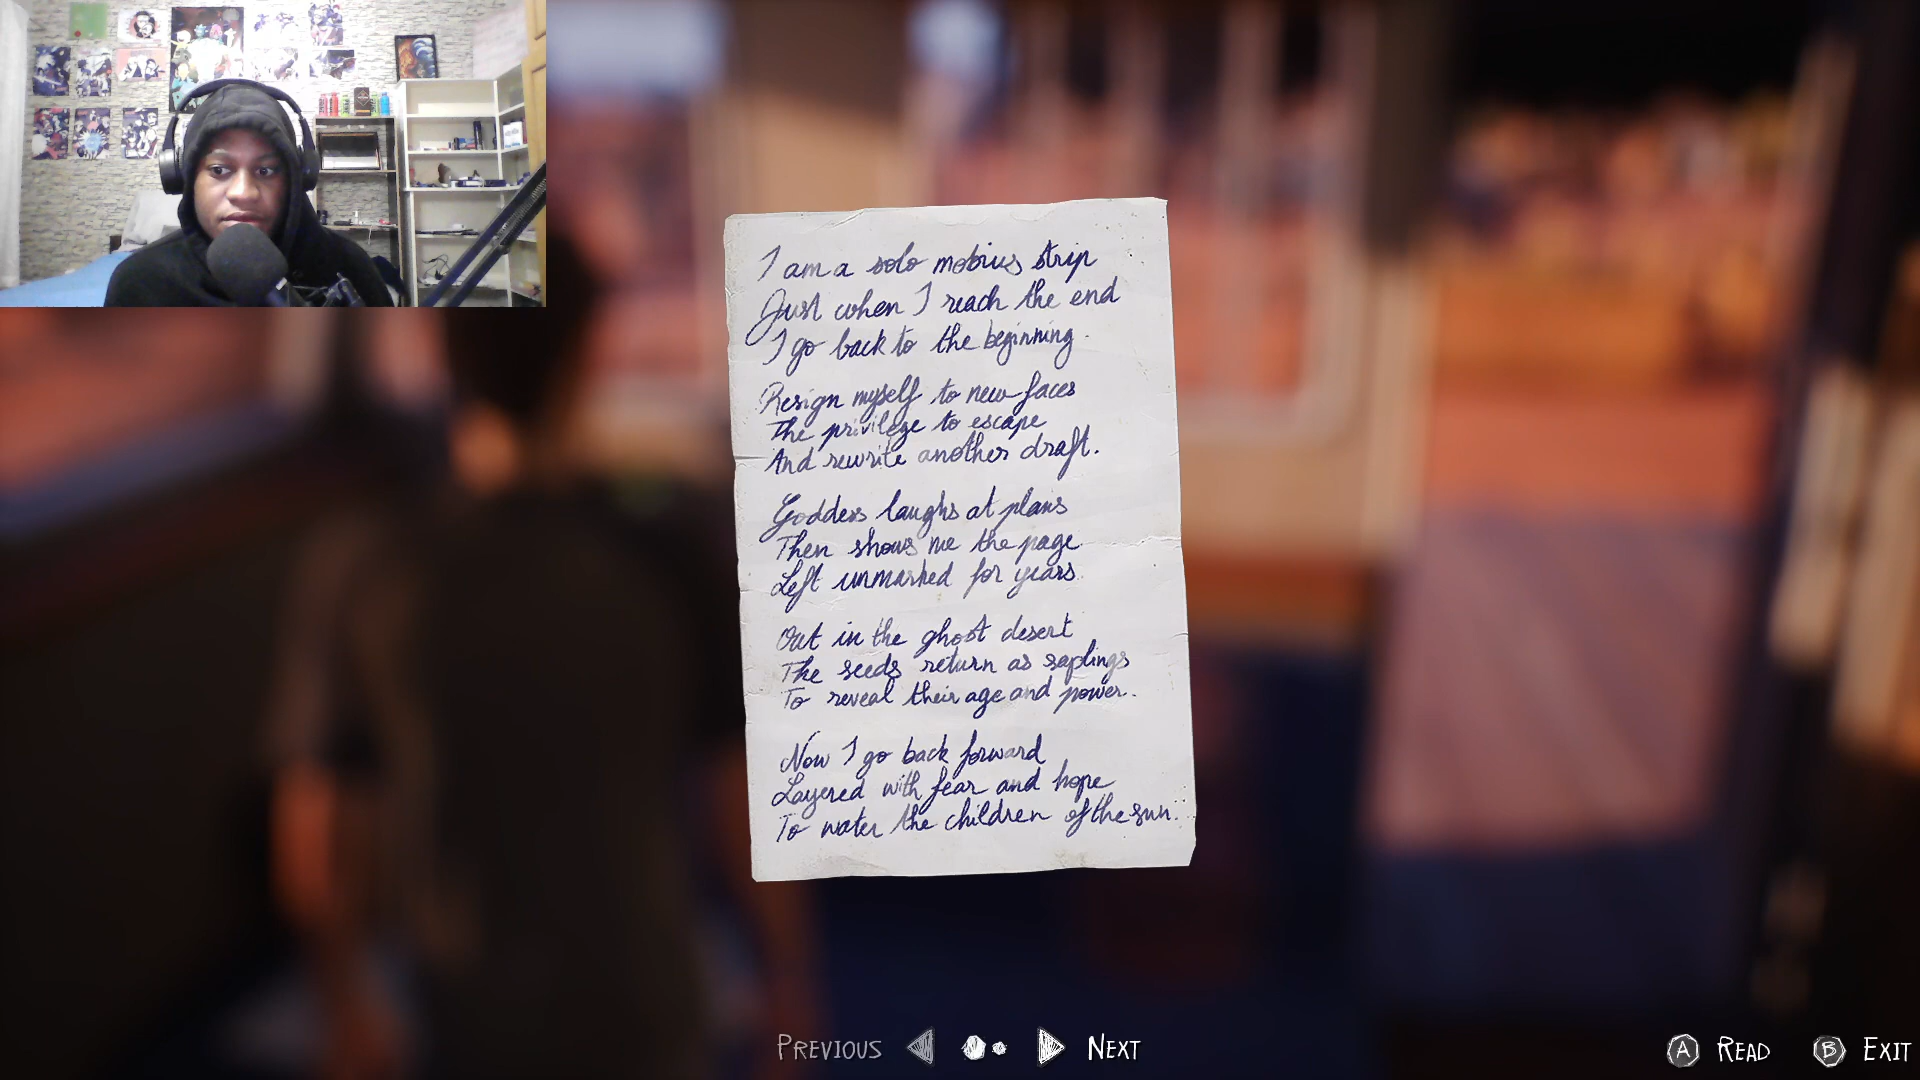 I am a solo mobius strip
Just when I reach the end
I go back to the beginning.
Resign myself to new faces
The privilege to escape
And rewrite another draft.
Goddess laughs at plans
Then shows me the page
Left unmarked for years
Out in the ghost desert
The seeds return as saplings
To reveal their age and power.
Now I go back forward
Layered with fear and hope
To water the children of the sun.
PREVIOUS NEXT
A READ B EXIT